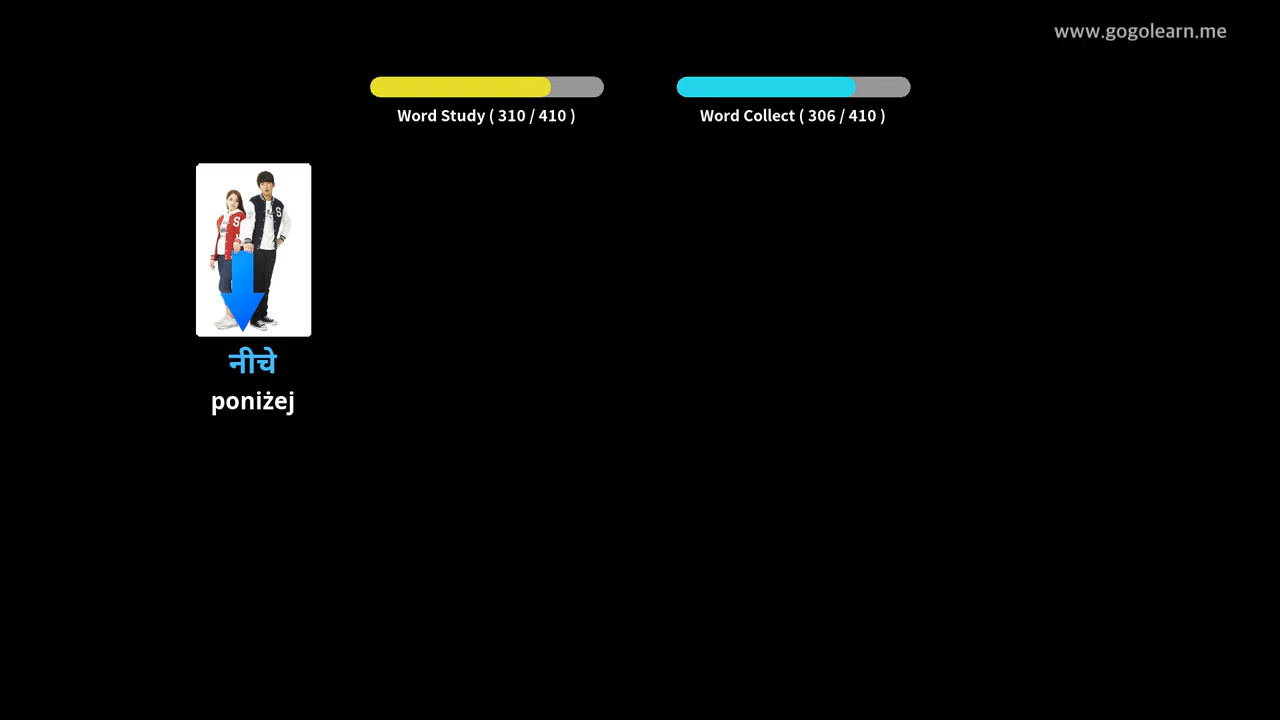 www.gogolearn.me
Word Study ( 310 / 410 )
Word Collect ( 306 / 410 )
S
S
नीचे
poniżej